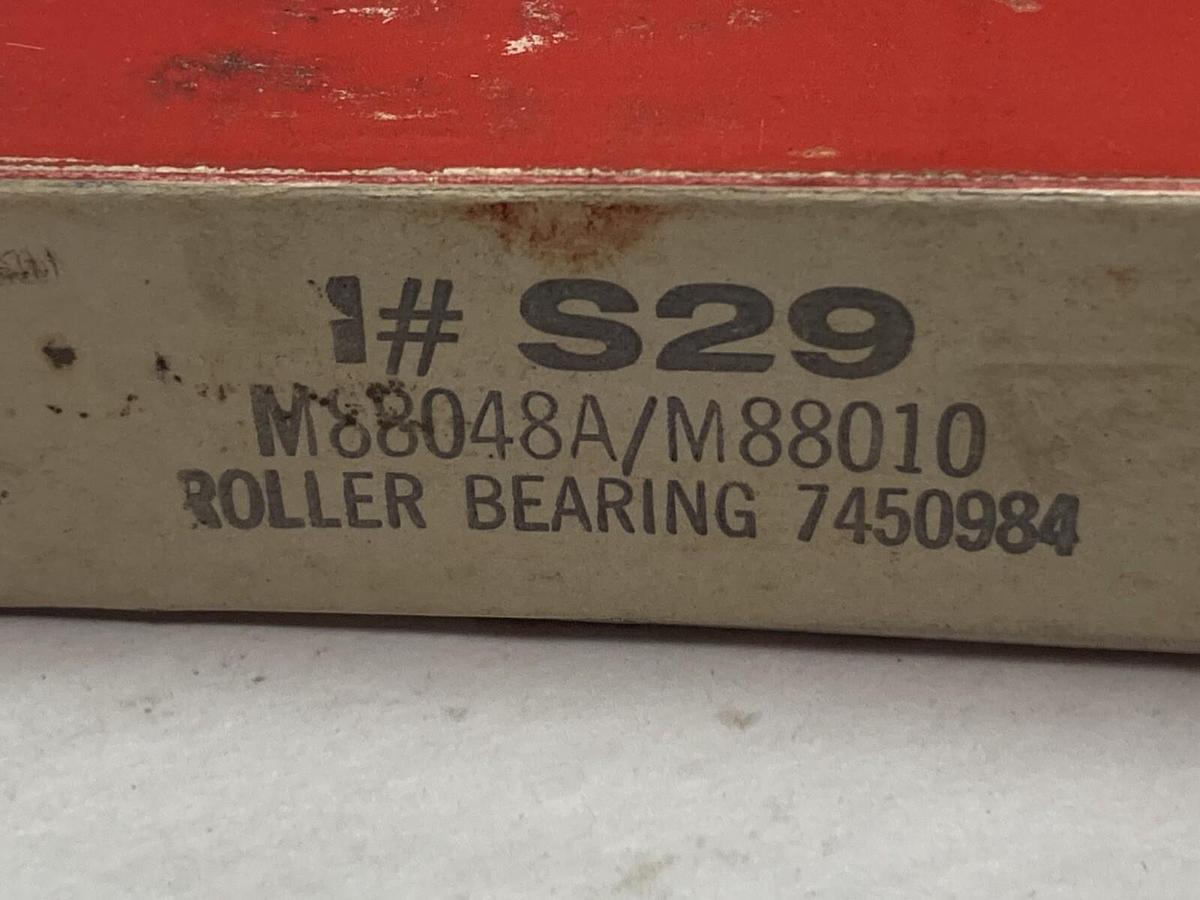 1# S29
M88048A/M88010
ROLLER BEARING 7450984